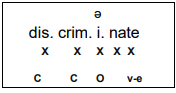 ə
dis. crim. i. nate
x x x x x
C C O v-e